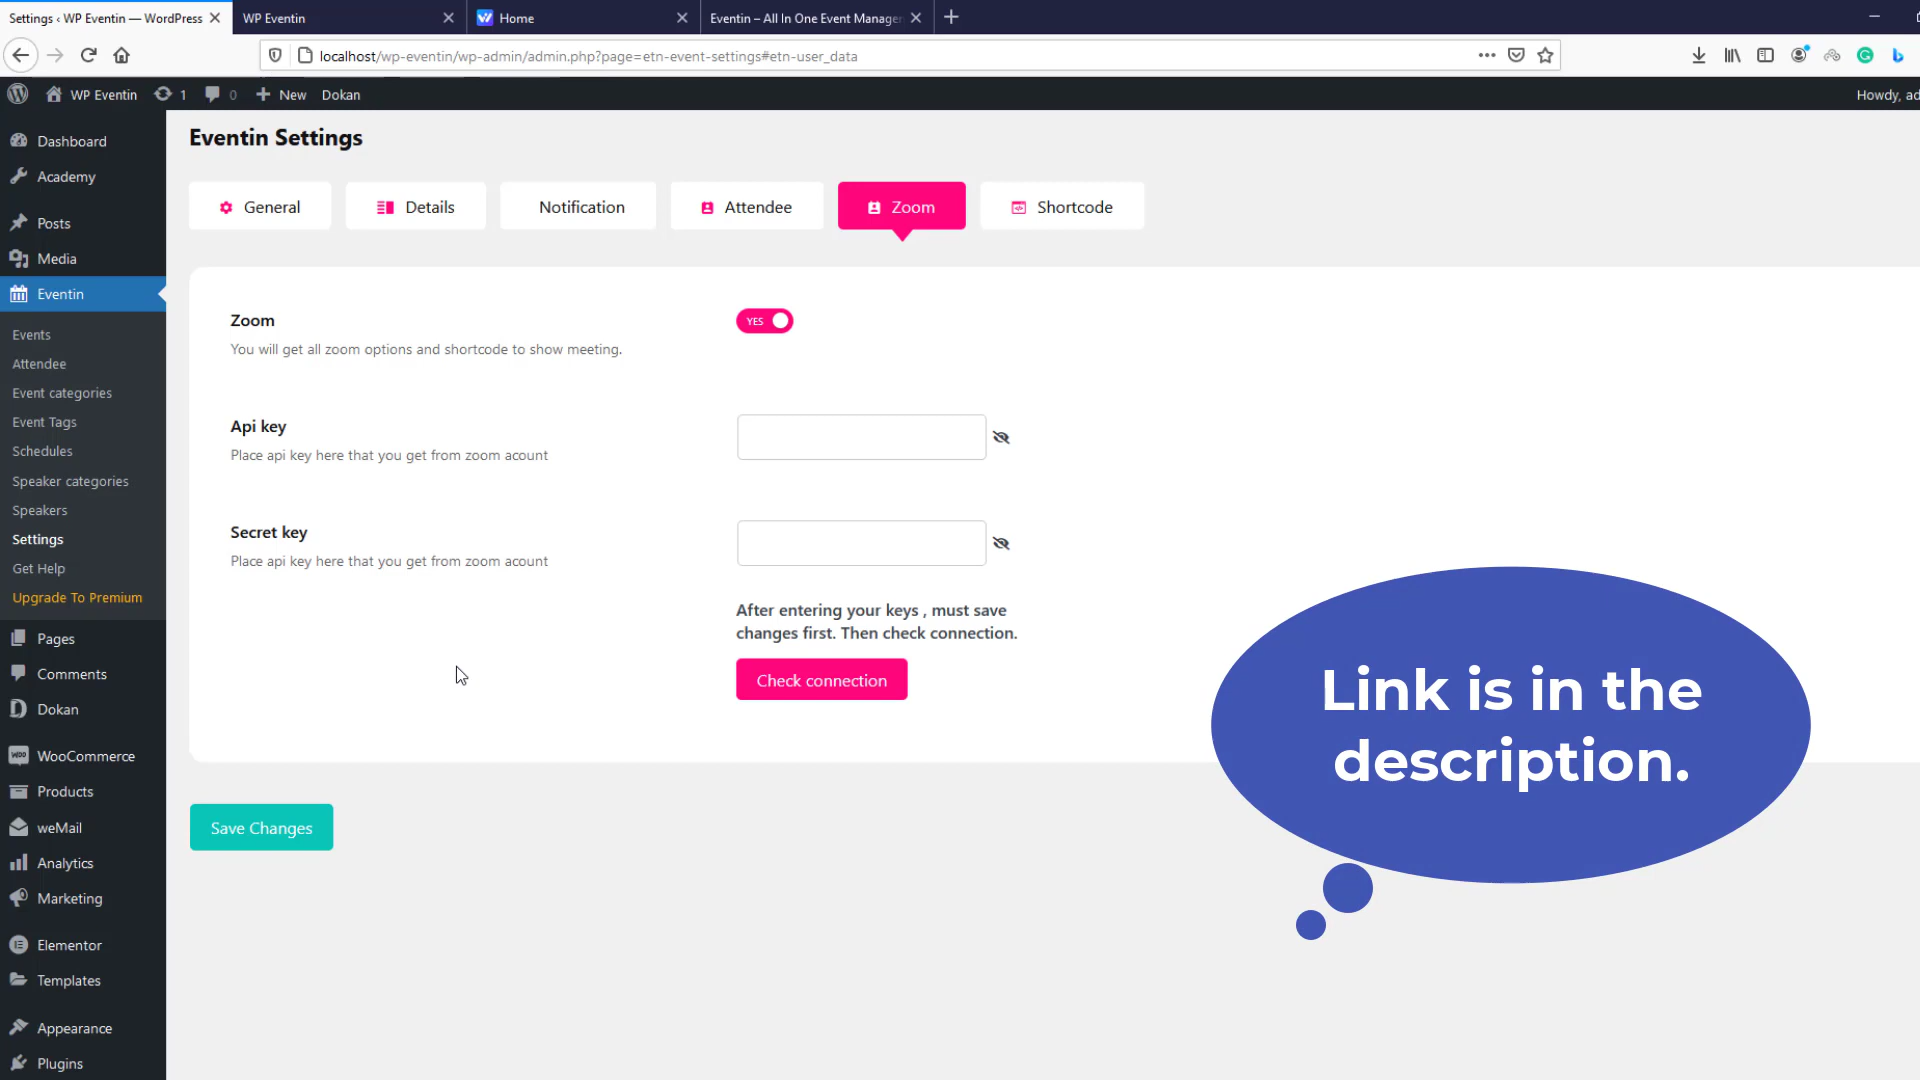 Settings ‹ WP Eventin — WordPress
WP Eventin
Home
Eventin – All In One Event Manager
localhost/wp-eventin/wp-admin/admin.php?page=etn-event-settings#etn-user_data
WP Eventin
1
0
New
Dokan
Howdy, ad
Dashboard
Academy
Posts
Media
Eventin
Events
Attendee
Event categories
Event Tags
Schedules
Speaker categories
Speakers
Settings
Get Help
Upgrade To Premium
Pages
Comments
Dokan
WooCommerce
Products
weMail
Analytics
Marketing
Elementor
Templates
Appearance
Plugins
Eventin Settings
General
Details
Notification
Attendee
Zoom
Shortcode
Zoom
You will get all zoom options and shortcode to show meeting.
YES
Api key
Place api key here that you get from zoom acount
Secret key
Place api key here that you get from zoom acount
After entering your keys , must save
changes first. Then check connection.
Check connection
Save Changes
Link is in the
description.